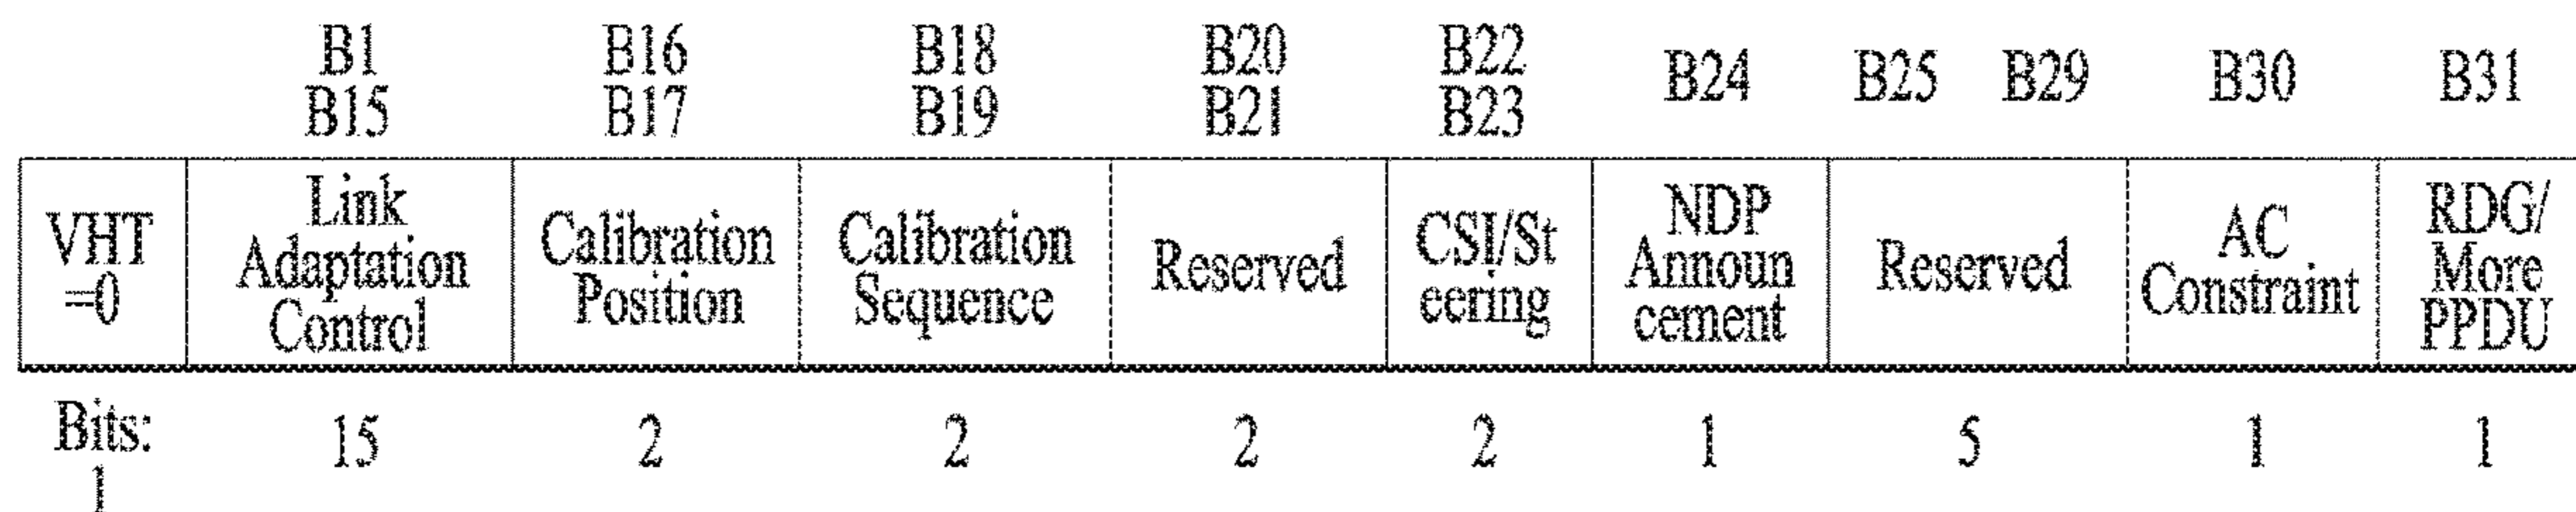 B1 B16 B18 B20 B22 B24 B25 B29 B30 B31
B15 B17 B19 B21 B23
VHT
=0
Link
Adaptation
Control
Calibration
Position
Calibration
Sequence
Reserved
CSI/St
eering
NDP
Announ
cement
Reserved
AC
Constraint
RDG/
More
PPDU
Bits: 15 2 2 2 2 1 5 1 1
1